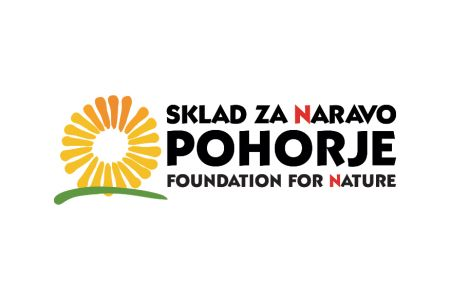 SKLAD ZA NARAVO
POHORJE
FOUNDATION FOR NATURE